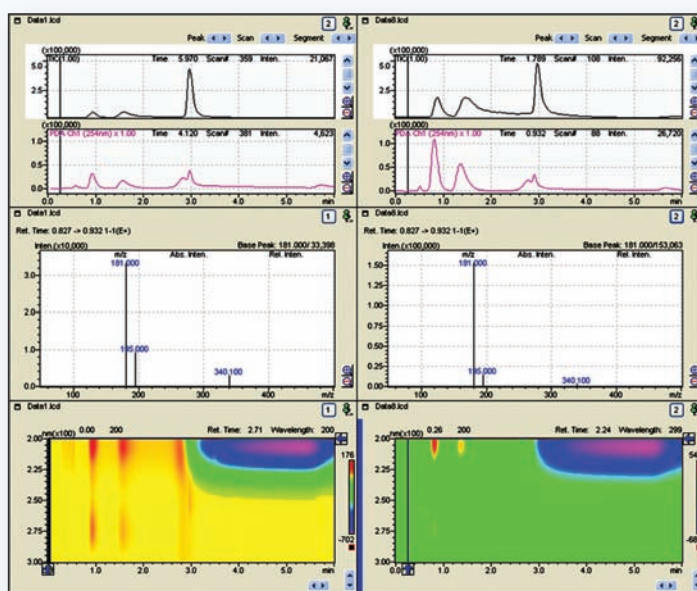 Data1.lcd 2
Peak Scan Segment
(x100,000)
TIC(1.00) Time 5.970 Scan# 359 Inten. 21,067
5.0
2.5
(x100,000)
PDA Ch1 (254nm) x 1.00 Time 4.120 Scan# 381 Inten. 4,623
1.0
0.5
0.0
0.0 1.0 2.0 3.0 4.0 5.0 min
Data8.lcd 2
Peak Scan Segment
(x100,000)
TIC(1.00) Time 1.789 Scan# 108 Inten. 92,256
5.0
2.5
(x100,000)
PDA Ch1 (254nm) x 1.00 Time 0.932 Scan# 88 Inten. 26,720
1.0
0.5
0.0
0.0 1.0 2.0 3.0 4.0 5.0 min
Data1.lcd 1
Ret. Time: 0.827 -> 0.932 1-1(E+)
Inten.(x10,000) Base Peak: 181.000/ 33,398
m/z Abs. Inten. Rel. Inten.
181.000
3.0
2.0
1.0
195.000
340.100
0.0
100 200 300 400 m/z
Data8.lcd 2
Ret. Time: 0.827 -> 0.932 1-1(E+)
Inten.(x100,000) Base Peak: 181.000/153,063
m/z Abs. Inten. Rel. Inten.
1.50
181.000
1.25
1.00
0.75
0.50
0.25
195.000
340.100
0.00
100 200 300 400 m/z
Data1.lcd 1
nm(x100) 0.00 200 Ret. Time: 2.71 Wavelength: 200
2.00
2.25
2.50
2.75
3.00
176
-702
1.0 2.0 3.0 4.0 5.0 min
Data8.lcd 2
nm(x100) 0.26 200 Ret. Time: 2.24 Wavelength: 299
2.00
2.25
2.50
2.75
3.00
0.0 1.0 2.0 3.0 4.0 5.0 min